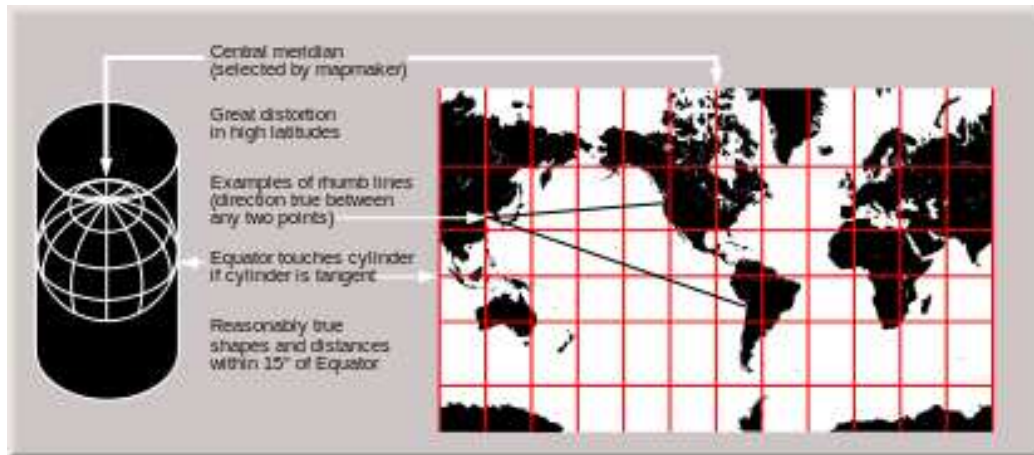 Central meridian
(selected by mapmaker)
Great distortion
in high latitudes
Examples of rhumb lines
(direction true between
any two points)
Equator touches cylinder
if cylinder is tangent
Reasonably true
shapes and distances
within 15° of Equator